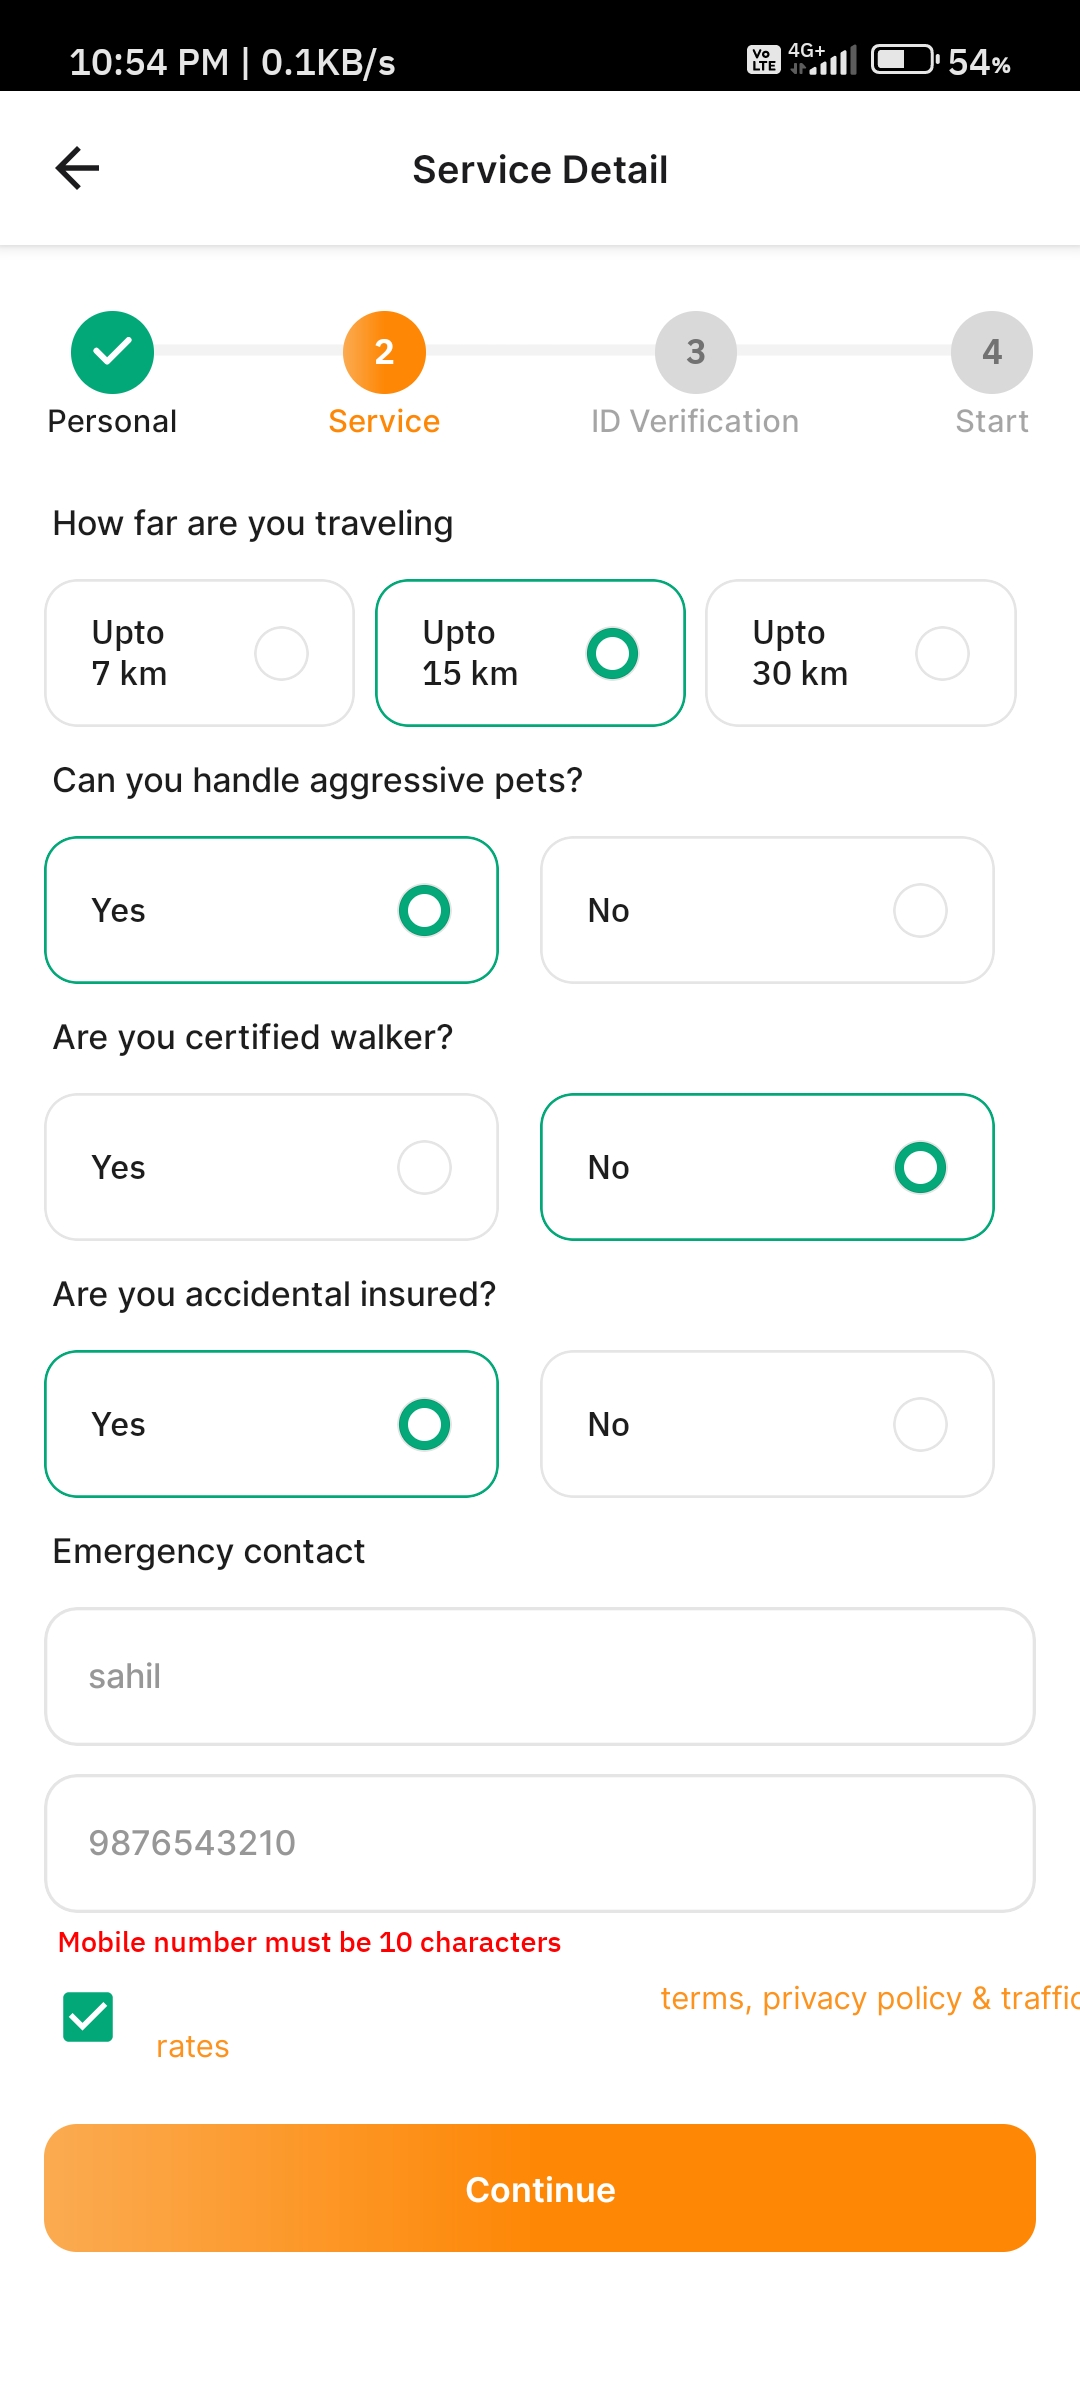 10:54 PM | 0.1KB/s Vo LTE 4G+ 54%
Service Detail
2 3 4
Personal Service ID Verification Start
How far are you traveling
Upto
7 km
Upto
15 km
Upto
30 km
Can you handle aggressive pets?
Yes No
Are you certified walker?
Yes No
Are you accidental insured?
Yes No
Emergency contact
sahil
9876543210
Mobile number must be 10 characters
terms, privacy policy & traffic
rates
Continue